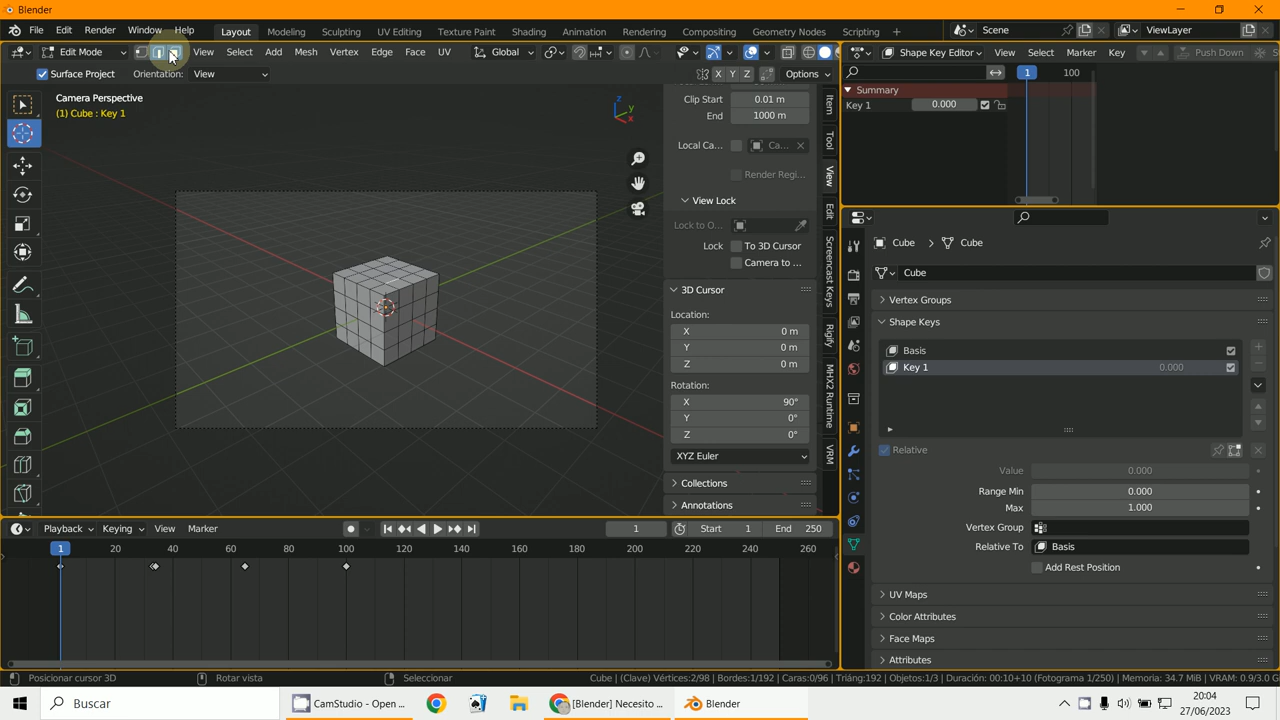 Blender
File Edit Render Window Help Layout Modeling Sculpting UV Editing Texture Paint Shading Animation Rendering Compositing Geometry Nodes Scripting + Scene ViewLayer
Edit Mode View Select Add Mesh Vertex Edge Face UV Global Shape Key Editor View Select Marker Key Push Down
Surface Project Orientation: View X Y Z Options
1 100
Camera Perspective
(1) Cube : Key 1
Summary
Key 1 0.000
Clip Start 0.01 m
End 1000 m
Local Ca... Ca...
Render Regi...
View Lock
Lock to O...
Lock To 3D Cursor
Camera to ...
3D Cursor
Location:
X 0 m
Y 0 m
Z 0 m
Rotation:
X 90°
Y 0°
Z 0°
XYZ Euler
Collections
Annotations
Item
Tool
View
Edit
Screencast Keys
Rigify
MHX2 Runtime
VRM
Z
Y
X
Cube Cube
Cube
Vertex Groups
Shape Keys
Basis
Key 1 0.000
Relative
Value 0.000
Range Min 0.000
Max 1.000
Vertex Group
Relative To Basis
Add Rest Position
UV Maps
Color Attributes
Face Maps
Attributes
Playback Keying View Marker 1 Start 1 End 250
1 20 40 60 80 100 120 140 160 180 200 220 240 260
Posicionar cursor 3D Rotar vista Seleccionar Cube | (Clave) Vértices:2/98 | Bordes:1/192 | Caras:0/96 | Triáng:192 | Objetos:1/3 | Duración: 00:10+10 (Fotograma 1/250) | Memoria: 34.7 MiB | VRAM: 0.9/3.0 G
Buscar CamStudio - Open ... [Blender] Necesito ... Blender 20:04
27/06/2023